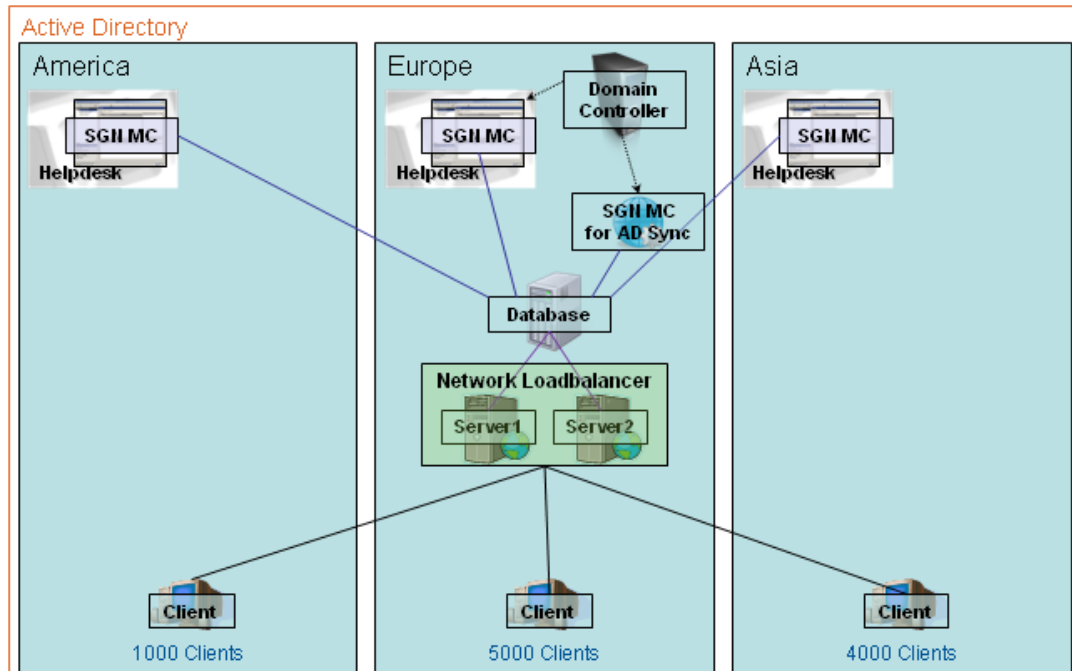 Active Directory
America
SGN MC
Helpdesk
1000 Clients
Client
Europe
SGN MC
Helpdesk
Domain
Controller
SGN MC
for AD Sync
Database
Network Loadbalancer
Server1
Server2
Client
5000 Clients
Asia
SGN MC
Helpdesk
Client
4000 Clients